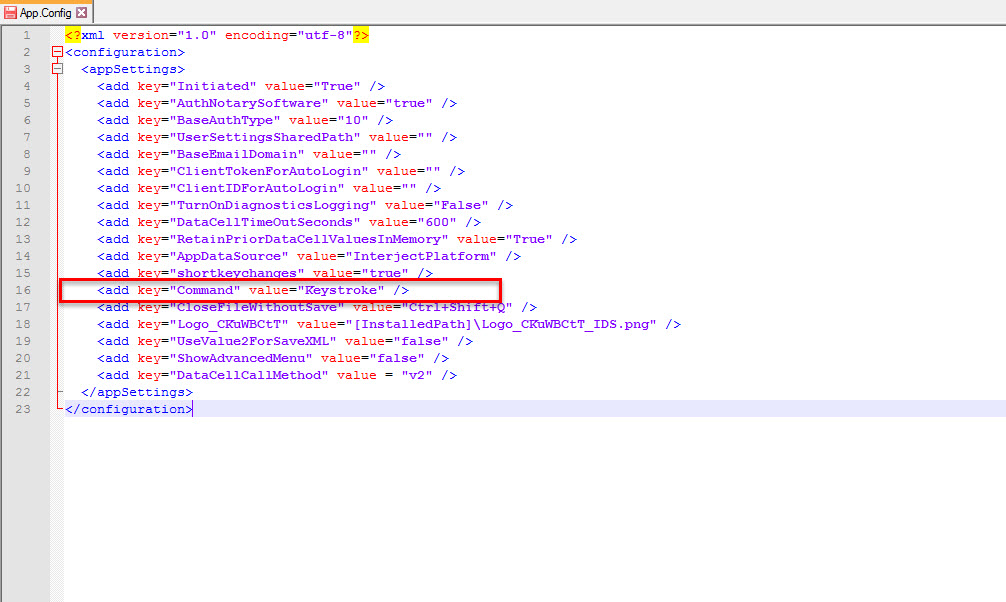 App.Config
1 <?xml version="1.0" encoding="utf-8"?>
2 <configuration>
3 <appSettings>
4 <add key="Initiated" value="True" />
5 <add key="AuthNotarySoftware" value="true" />
6 <add key="BaseAuthType" value="10" />
7 <add key="UserSettingsSharedPath" value="" />
8 <add key="BaseEmailDomain" value="" />
9 <add key="ClientTokenForAutoLogin" value="" />
10 <add key="ClientIDForAutoLogin" value="" />
11 <add key="TurnOnDiagnosticsLogging" value="False" />
12 <add key="DataCellTimeOutSeconds" value="600" />
13 <add key="RetainPriorDataCellValuesInMemory" value="True" />
14 <add key="AppDataSource" value="InterjectPlatform" />
15 <add key="shortkeychanges" value="true" />
16 <add key="Command" value="Keystroke" />
17 <add key="CloseFileWithoutSave" value="Ctrl+Shift+Q" />
18 <add key="Logo_CKuWBCtT" value="[InstalledPath]\Logo_CKuWBCtT_IDS.png" />
19 <add key="UseValue2ForSaveXML" value="false" />
20 <add key="ShowAdvancedMenu" value="false" />
21 <add key="DataCellCallMethod" value = "v2" />
22 </appSettings>
23 </configuration>